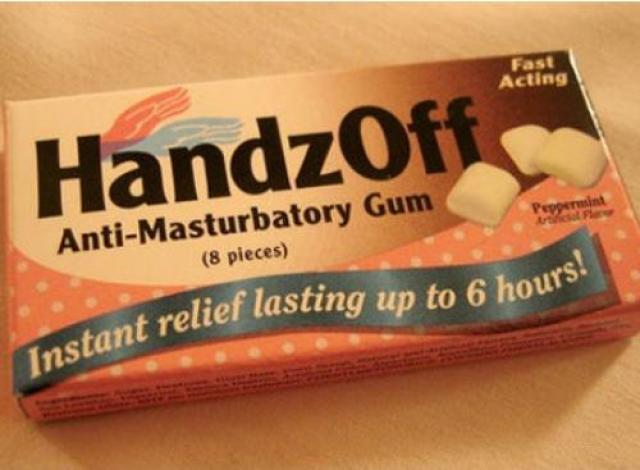 Fast
Acting
HandzOff
Anti-Masturbatory Gum
(8 pieces)
Peppermint
Artificial Flavor
Instant relief lasting up to 6 hours!